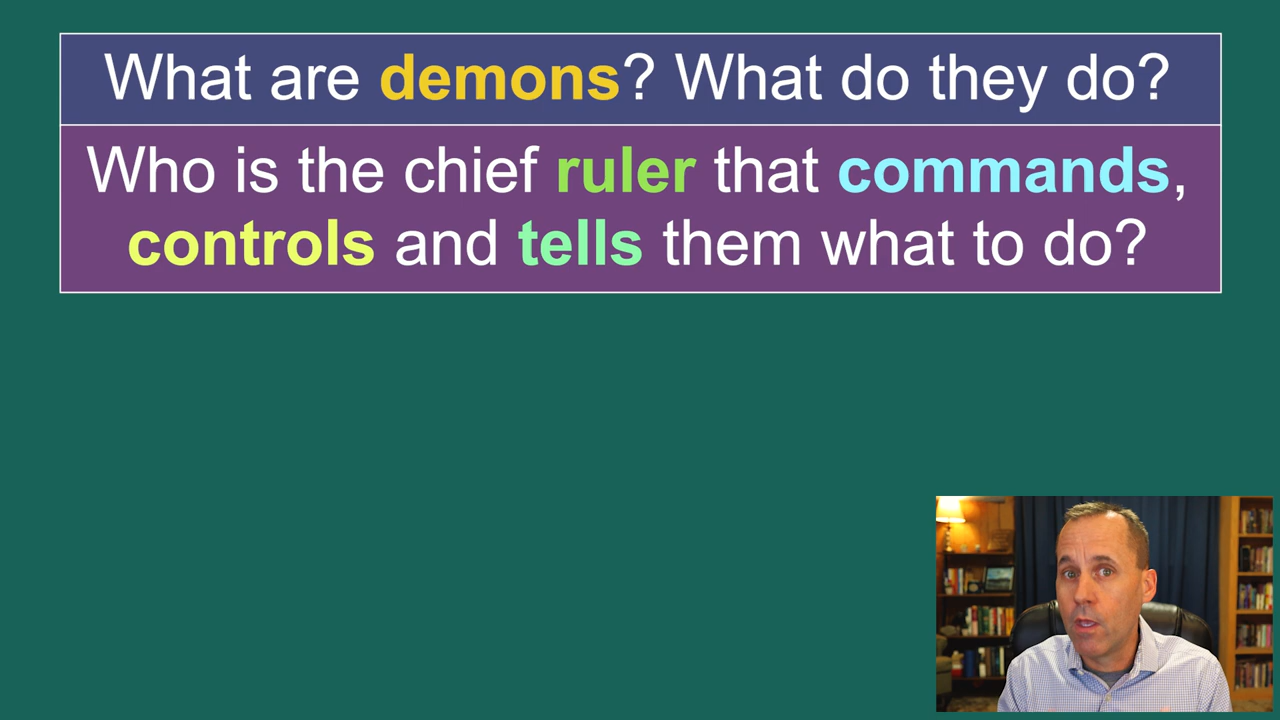 What are demons? What do they do?
Who is the chief ruler that commands,
controls and tells them what to do?